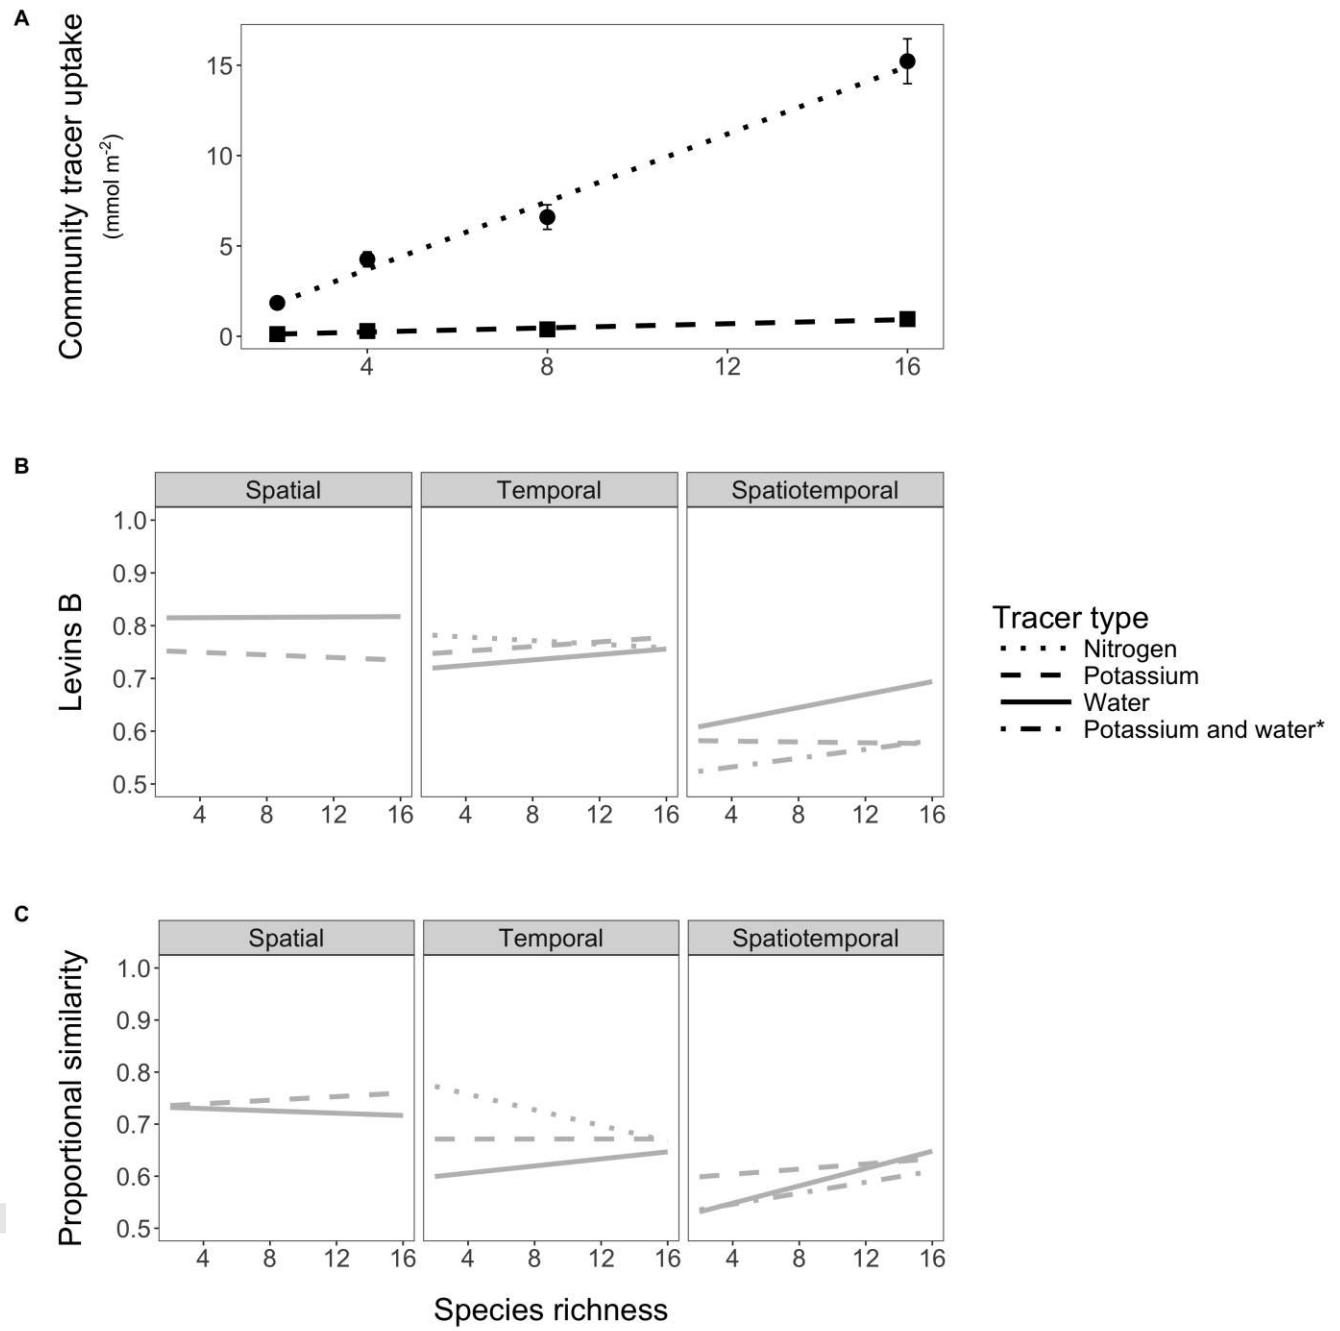 A
Community tracer uptake
(mmol m-2)
15
10
5
0
4 8 12 16
B
Spatial Temporal Spatiotemporal
Levins B
1.0
0.9
0.8
0.7
0.6
0.5
4 8 12 16 4 8 12 16 4 8 12 16
Tracer type
Nitrogen
Potassium
Water
Potassium and water*
C
Spatial Temporal Spatiotemporal
Proportional similarity
1.0
0.9
0.8
0.7
0.6
0.5
4 8 12 16 4 8 12 16 4 8 12 16
Species richness